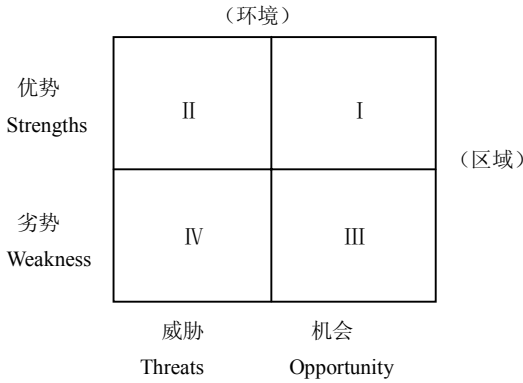 （环境）
优势
Strengths
Ⅱ
Ⅰ
（区域）
劣势
Weakness
Ⅳ
Ⅲ
威胁
机会
Threats
Opportunity